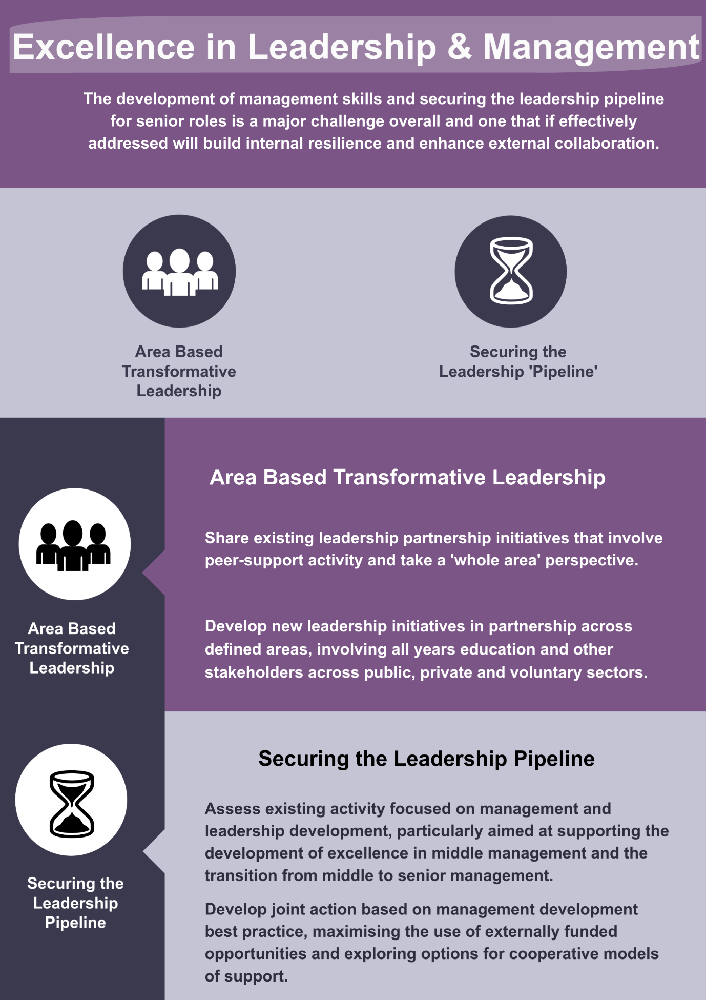 Excellence in Leadership & Management
The development of management skills and securing the leadership pipeline
for senior roles is a major challenge overall and one that if effectively
addressed will build internal resilience and enhance external collaboration.
Area Based
Transformative
Leadership
Securing the
Leadership 'Pipeline'
Area Based Transformative Leadership
Share existing leadership partnership initiatives that involve
peer-support activity and take a 'whole area' perspective.
Develop new leadership initiatives in partnership across
defined areas, involving all years education and other
stakeholders across public, private and voluntary sectors.
Area Based
Transformative
Leadership
Securing the Leadership Pipeline
Assess existing activity focused on management and
leadership development, particularly aimed at supporting the
development of excellence in middle management and the
transition from middle to senior management.
Develop joint action based on management development
best practice, maximising the use of externally funded
opportunities and exploring options for cooperative models
of support.
Securing the
Leadership
Pipeline